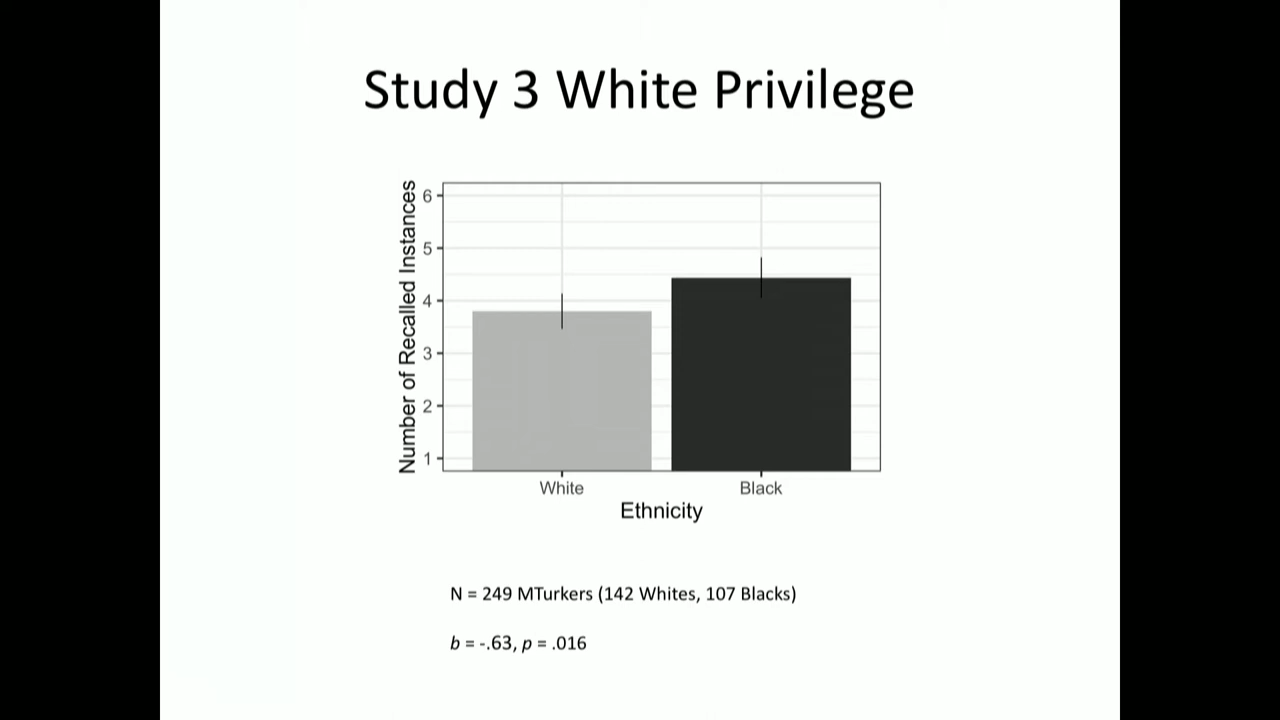 Study 3 White Privilege
Number of Recalled Instances
6
5
4
3
2
1
White Black
Ethnicity
N = 249 MTurkers (142 Whites, 107 Blacks)
b = -.63, p = .016